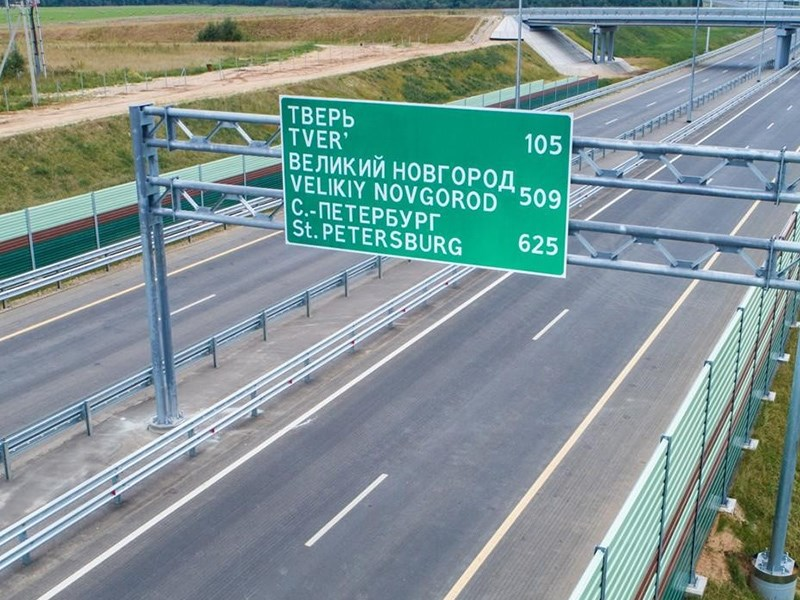 ТВЕРЬ
TVER' 105
ВЕЛИКИЙ НОВГОРОД
VELIKIY NOVGOROD 509
С.-ПЕТЕРБУРГ
St. PETERSBURG 625